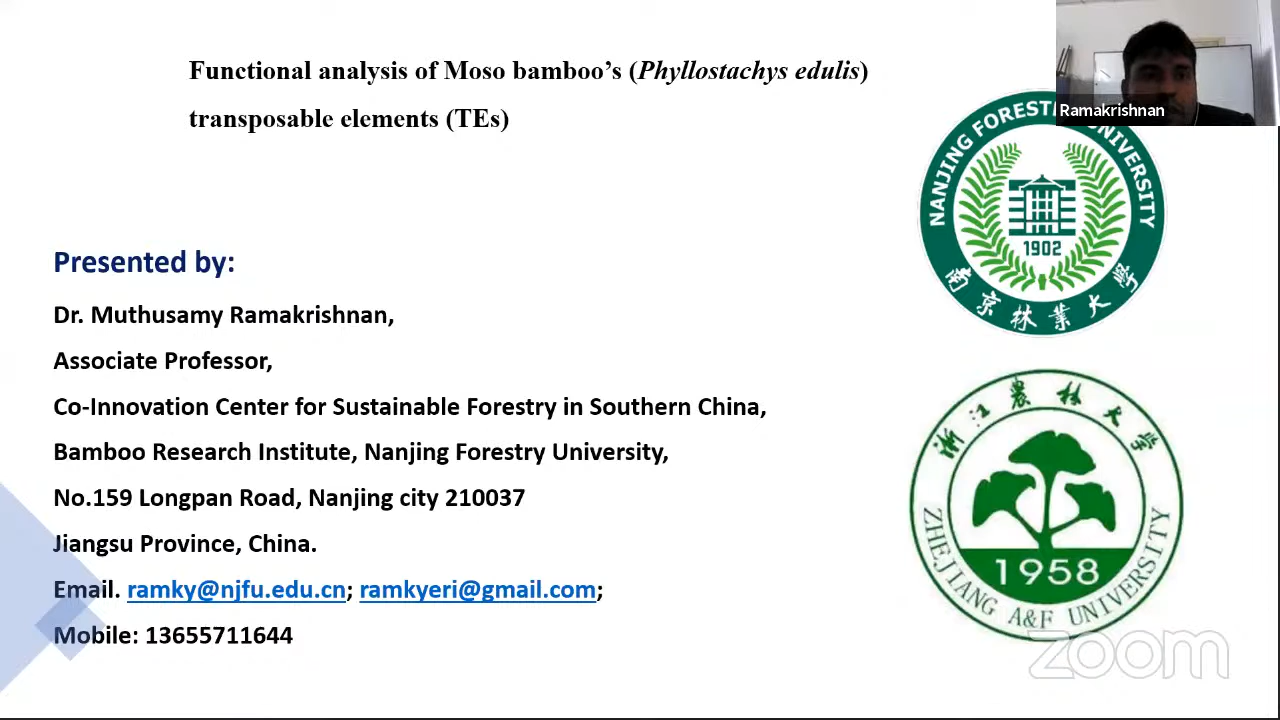 Functional analysis of Moso bamboo’s (Phyllostachys edulis)
transposable elements (TEs)
Ramakrishnan
NANJING FORESTRY UNIVERSITY
1902
南京林業大學
Presented by:
Dr. Muthusamy Ramakrishnan,
Associate Professor,
Co-Innovation Center for Sustainable Forestry in Southern China,
Bamboo Research Institute, Nanjing Forestry University,
No.159 Longpan Road, Nanjing city 210037
Jiangsu Province, China.
Email. ramky@njfu.edu.cn; ramkyeri@gmail.com;
Mobile: 13655711644
浙江農林大学
1958
ZHEJIANG A&F UNIVERSITY
zoom